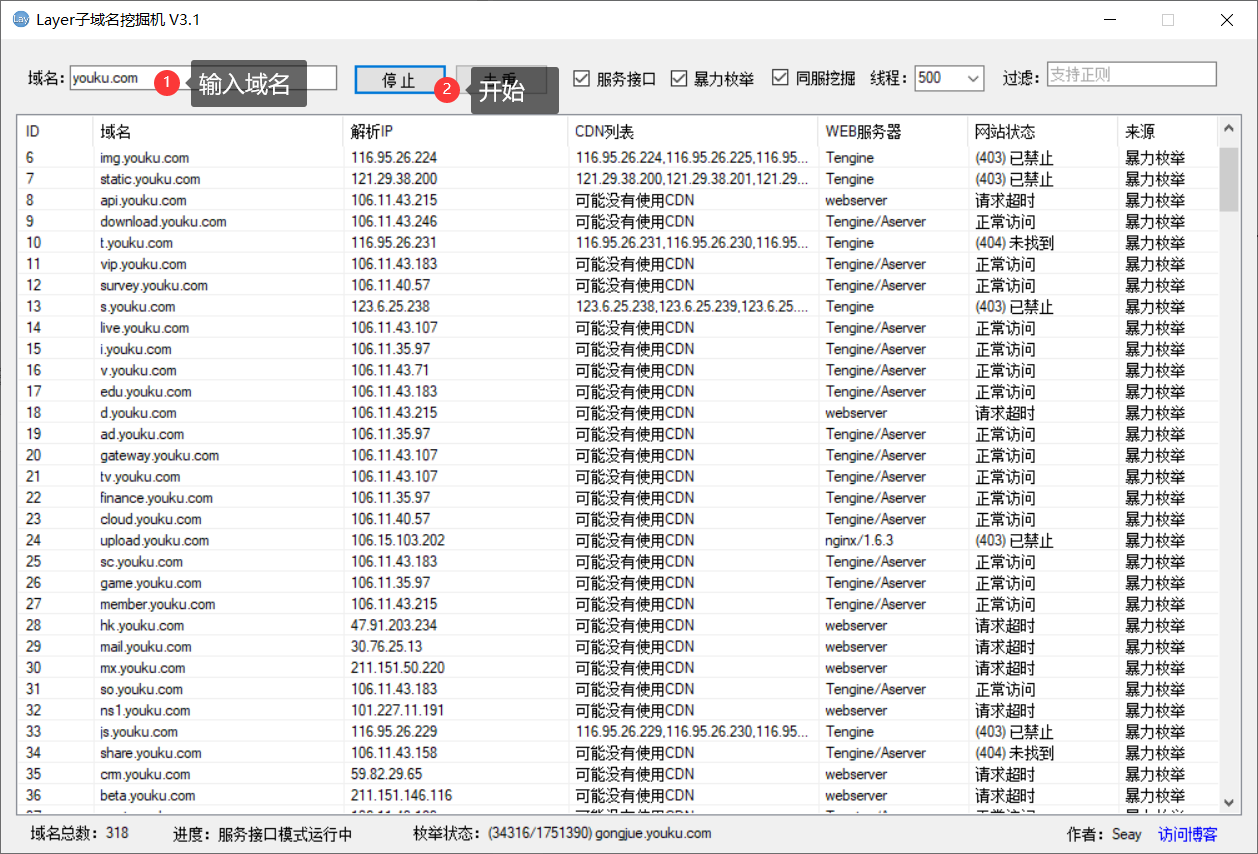 Lay Layer子域名挖掘机 V3.1
域名: youku.com 1 输入域名 停止 2 开始 服务接口 暴力枚举 同服挖掘 线程: 500 过滤: 支持正则
ID 域名 解析IP CDN列表 WEB服务器 网站状态 来源
6 img.youku.com 116.95.26.224 116.95.26.224,116.95.26.225,116.95... Tengine (403) 已禁止 暴力枚举
7 static.youku.com 121.29.38.200 121.29.38.200,121.29.38.201,121.29... Tengine (403) 已禁止 暴力枚举
8 api.youku.com 106.11.43.215 可能没有使用CDN webserver 请求超时 暴力枚举
9 download.youku.com 106.11.43.246 可能没有使用CDN Tengine/Aserver 正常访问 暴力枚举
10 t.youku.com 116.95.26.231 116.95.26.231,116.95.26.230,116.95... Tengine (404) 未找到 暴力枚举
11 vip.youku.com 106.11.43.183 可能没有使用CDN Tengine/Aserver 正常访问 暴力枚举
12 survey.youku.com 106.11.40.57 可能没有使用CDN Tengine/Aserver 正常访问 暴力枚举
13 s.youku.com 123.6.25.238 123.6.25.238,123.6.25.239,123.6.25.... Tengine (403) 已禁止 暴力枚举
14 live.youku.com 106.11.43.107 可能没有使用CDN Tengine/Aserver 正常访问 暴力枚举
15 i.youku.com 106.11.35.97 可能没有使用CDN Tengine/Aserver 正常访问 暴力枚举
16 v.youku.com 106.11.43.71 可能没有使用CDN Tengine/Aserver 正常访问 暴力枚举
17 edu.youku.com 106.11.43.183 可能没有使用CDN Tengine/Aserver 正常访问 暴力枚举
18 d.youku.com 106.11.43.215 可能没有使用CDN webserver 请求超时 暴力枚举
19 ad.youku.com 106.11.35.97 可能没有使用CDN Tengine/Aserver 正常访问 暴力枚举
20 gateway.youku.com 106.11.43.107 可能没有使用CDN Tengine/Aserver 正常访问 暴力枚举
21 tv.youku.com 106.11.43.107 可能没有使用CDN Tengine/Aserver 正常访问 暴力枚举
22 finance.youku.com 106.11.35.97 可能没有使用CDN Tengine/Aserver 正常访问 暴力枚举
23 cloud.youku.com 106.11.40.57 可能没有使用CDN Tengine/Aserver 正常访问 暴力枚举
24 upload.youku.com 106.15.103.202 可能没有使用CDN nginx/1.6.3 (403) 已禁止 暴力枚举
25 sc.youku.com 106.11.43.183 可能没有使用CDN Tengine/Aserver 正常访问 暴力枚举
26 game.youku.com 106.11.35.97 可能没有使用CDN Tengine/Aserver 正常访问 暴力枚举
27 member.youku.com 106.11.43.215 可能没有使用CDN Tengine/Aserver 正常访问 暴力枚举
28 hk.youku.com 47.91.203.234 可能没有使用CDN webserver 请求超时 暴力枚举
29 mail.youku.com 30.76.25.13 可能没有使用CDN webserver 请求超时 暴力枚举
30 mx.youku.com 211.151.50.220 可能没有使用CDN webserver 请求超时 暴力枚举
31 so.youku.com 106.11.43.183 可能没有使用CDN Tengine/Aserver 正常访问 暴力枚举
32 ns1.youku.com 101.227.11.191 可能没有使用CDN webserver 请求超时 暴力枚举
33 js.youku.com 116.95.26.229 116.95.26.229,116.95.26.230,116.95... Tengine (403) 已禁止 暴力枚举
34 share.youku.com 106.11.43.158 可能没有使用CDN Tengine/Aserver (404) 未找到 暴力枚举
35 crm.youku.com 59.82.29.65 可能没有使用CDN webserver 请求超时 暴力枚举
36 beta.youku.com 211.151.146.116 可能没有使用CDN webserver 请求超时 暴力枚举
域名总数: 318 进度: 服务接口模式运行中 枚举状态: (34316/1751390) gongjue.youku.com 作者: Seay 访问博客